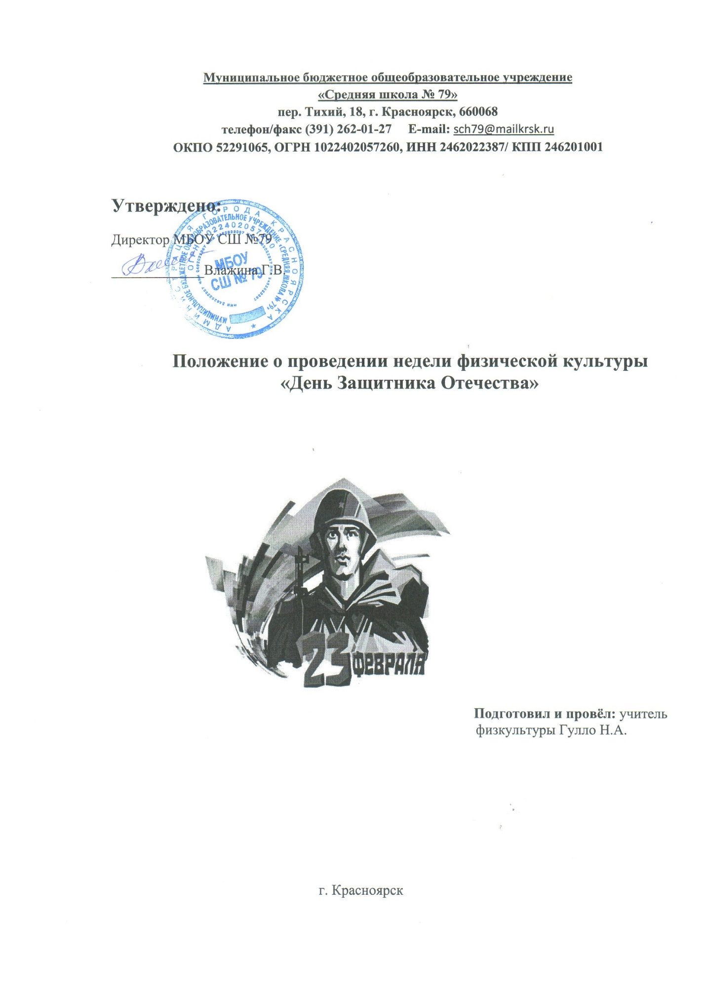 Муниципальное бюджетное общеобразовательное учреждение
«Средняя школа № 79»
пер. Тихий, 18, г. Красноярск, 660068
телефон/факс (391) 262-01-27 E-mail: sch79@mailkrsk.ru
ОКПО 52291065, ОГРН 1022402057260, ИНН 2462022387/ КПП 246201001
Утверждено:
Директор МБОУ СШ №79
Влажина Г.В.
АДМИНИСТРАЦИЯ ГОРОДА КРАСНОЯРСКА *
МУНИЦИПАЛЬНОЕ БЮДЖЕТНОЕ ОБЩЕОБРАЗОВАТЕЛЬНОЕ УЧРЕЖДЕНИЕ «СРЕДНЯЯ ШКОЛА № 79»
ОГРН 1022402057260
МБОУ
СШ № 79
Положение о проведении недели физической культуры
«День Защитника Отечества»
23 ФЕВРАЛЯ
Подготовил и провёл: учитель
физкультуры Гулло Н.А.
г. Красноярск